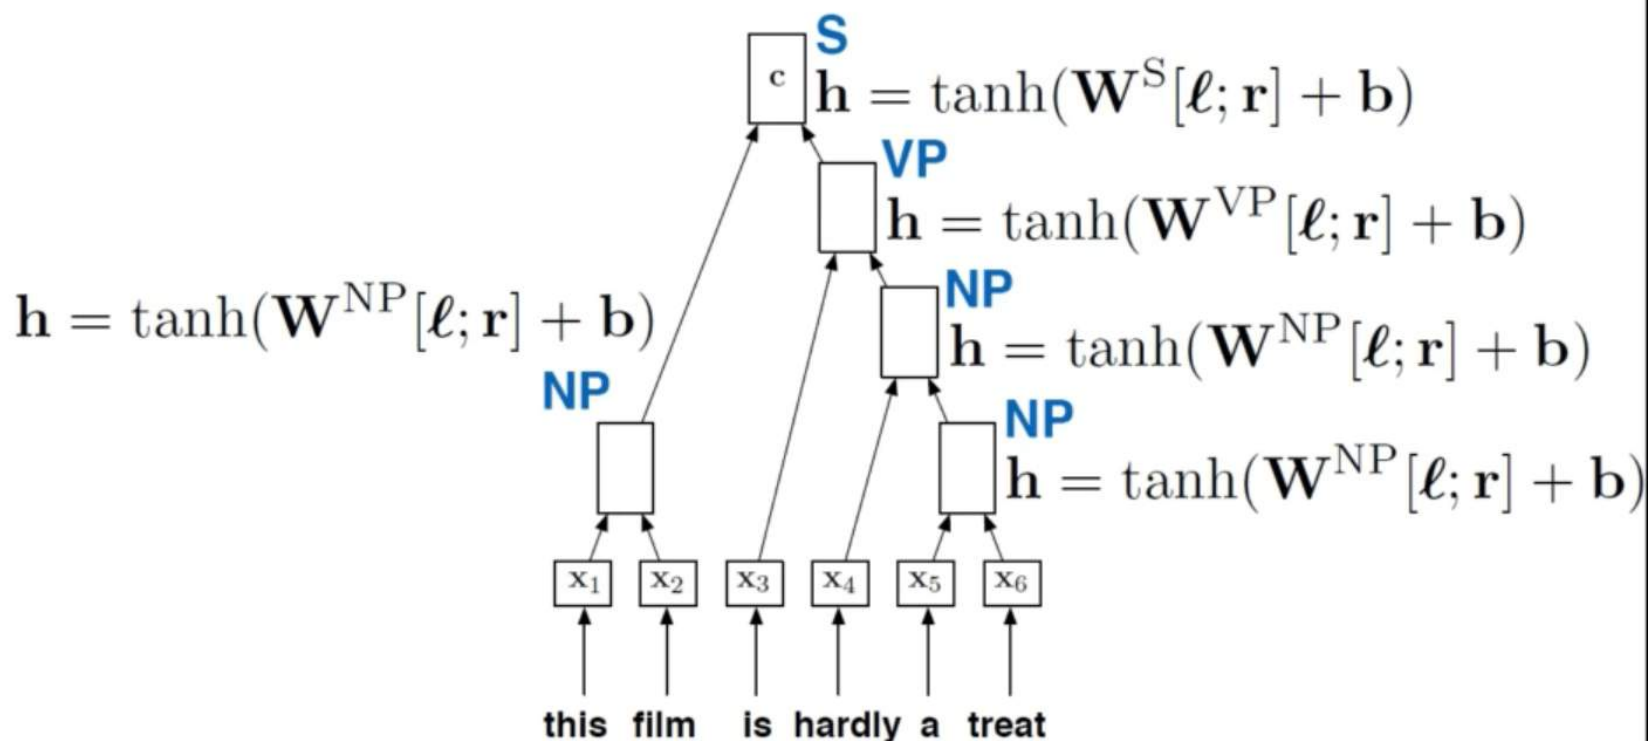 S
c
h = tanh(W^S[ℓ; r] + b)
VP
h = tanh(W^VP[ℓ; r] + b)
NP
h = tanh(W^NP[ℓ; r] + b)
h = tanh(W^NP[ℓ; r] + b)
NP
NP
h = tanh(W^NP[ℓ; r] + b)
x₁ x₂ x₃ x₄ x₅ x₆
this film is hardly a treat